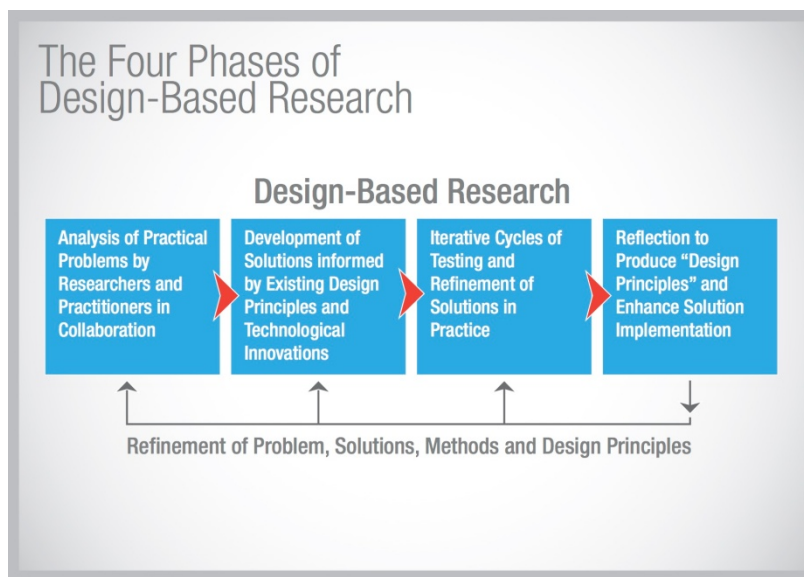 The Four Phases of
Design-Based Research
Design-Based Research
Analysis of Practical
Problems by
Researchers and
Practitioners in
Collaboration
Development of
Solutions informed
by Existing Design
Principles and
Technological
Innovations
Iterative Cycles of
Testing and
Refinement of
Solutions in
Practice
Reflection to
Produce “Design
Principles” and
Enhance Solution
Implementation
Refinement of Problem, Solutions, Methods and Design Principles